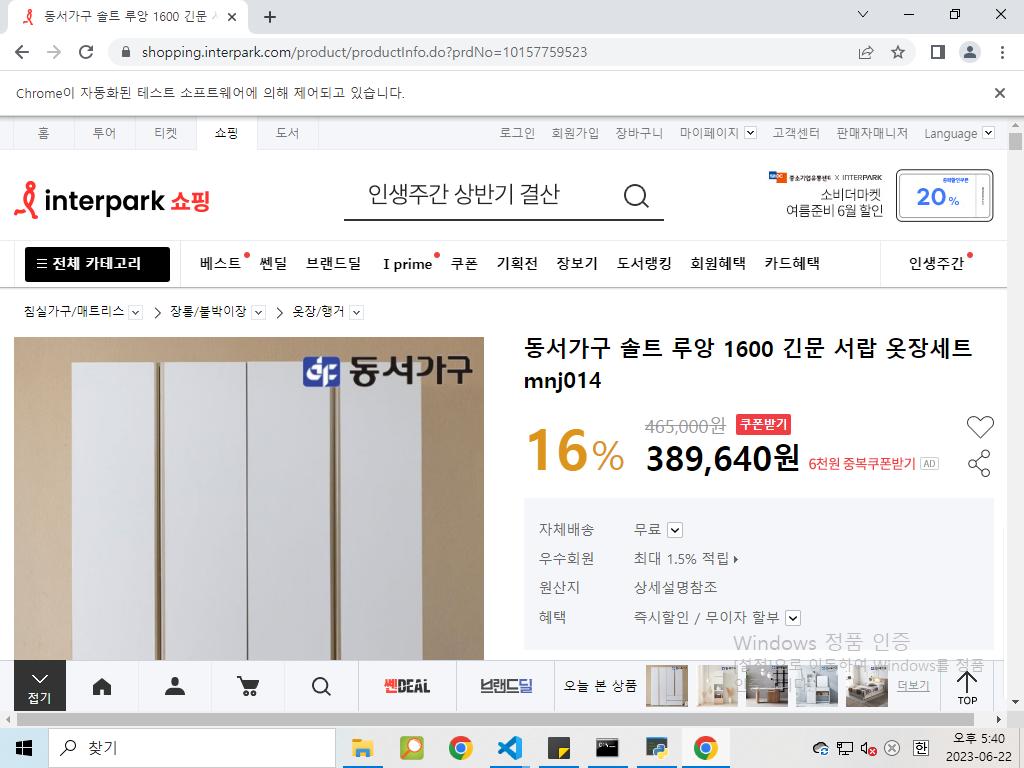 동서가구 솔트 루앙 1600 긴문
shopping.interpark.com/product/productInfo.do?prdNo=10157759523
Chrome이 자동화된 테스트 소프트웨어에 의해 제어되고 있습니다.
홈 투어 티켓 쇼핑 도서 로그인 회원가입 장바구니 마이페이지 고객센터 판매자매니저 Language
interpark 쇼핑
인생주간 상반기 결산
중소기업유통센터 X INTERPARK
소비더마켓
여름준비 6월 할인
중복할인쿠폰
20%
전체 카테고리 베스트 쎈딜 브랜드딜 I prime 쿠폰 기획전 장보기 도서랭킹 회원혜택 카드혜택 인생주간
침실가구/매트리스 장롱/붙박이장 옷장/행거
동서가구
동서가구 솔트 루앙 1600 긴문 서랍 옷장세트
mnj014
16%
465,000원 쿠폰받기
389,640원 6천원 중복쿠폰받기 AD
자체배송 무료
우수회원 최대 1.5% 적립
원산지 상세설명참조
혜택 즉시할인 / 무이자 할부
Windows 정품 인증
[설정]으로 이동하여 Windows를 정품
접기
쎈DEAL
브랜드딜
오늘 본 상품
더보기
TOP
찾기
한
오후 5:40
2023-06-22